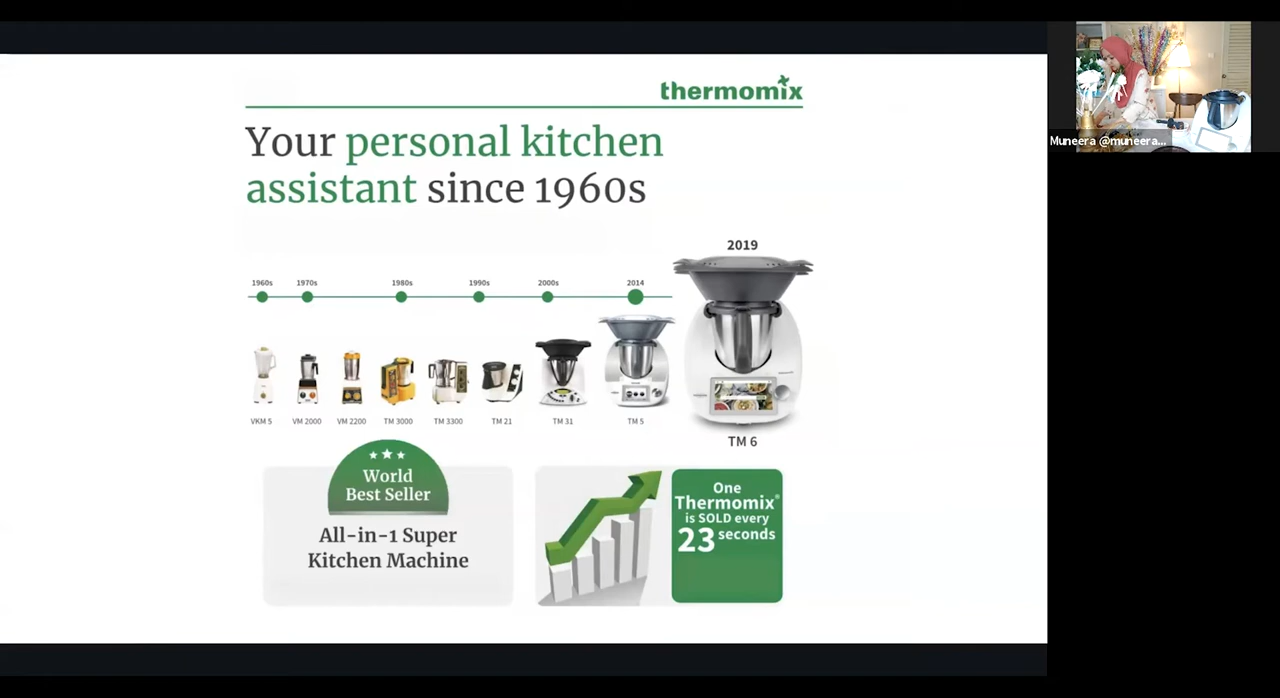 thermomix
Your personal kitchen
assistant since 1960s
2019
1960s 1970s 1980s 1990s 2000s 2014
VKM 5 VM 2000 VM 2200 TM 3000 TM 3300 TM 21 TM 31 TM 5
TM 6
World
Best Seller
All-in-1 Super
Kitchen Machine
One
Thermomix®
is SOLD every
23 seconds
Muneera @muneera...